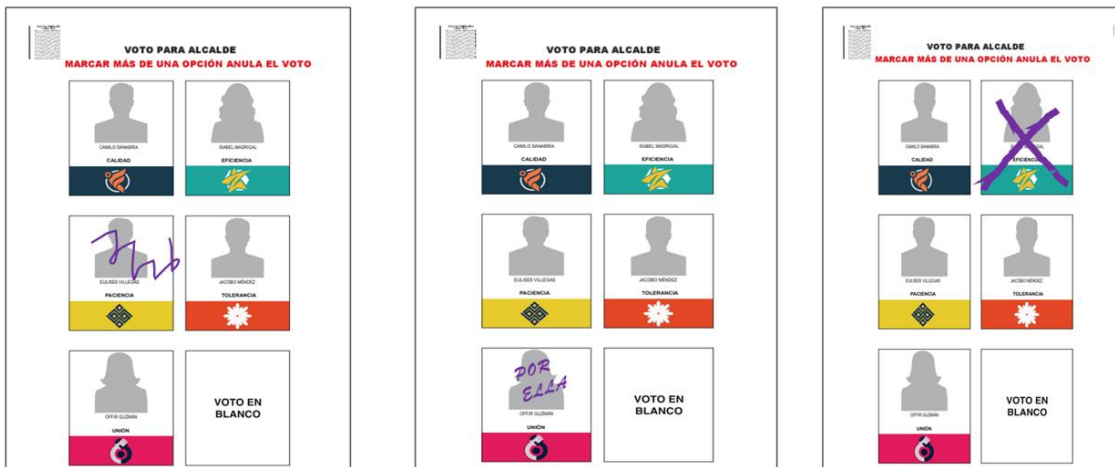 VOTO PARA ALCALDE
MARCAR MÁS DE UNA OPCIÓN ANULA EL VOTO
CAMILO SANABRIA
ISABEL MADRIGAL
CALIDAD
EFICIENCIA
EULISES VILLEGAS
JACOBO MÉNDEZ
PACIENCIA
TOLERANCIA
OFFIR GUZMÁN
UNIÓN
VOTO EN
BLANCO
VOTO PARA ALCALDE
MARCAR MÁS DE UNA OPCIÓN ANULA EL VOTO
CAMILO SANABRIA
ISABEL MADRIGAL
CALIDAD
EFICIENCIA
EULISES VILLEGAS
JACOBO MÉNDEZ
PACIENCIA
TOLERANCIA
POR
ELLA
OFFIR GUZMÁN
UNIÓN
VOTO EN
BLANCO
VOTO PARA ALCALDE
MARCAR MÁS DE UNA OPCIÓN ANULA EL VOTO
CAMILO SANABRIA
CALIDAD
EFICIENCIA
EULISES VILLEGAS
JACOBO MÉNDEZ
PACIENCIA
TOLERANCIA
OFFIR GUZMÁN
UNIÓN
VOTO EN
BLANCO